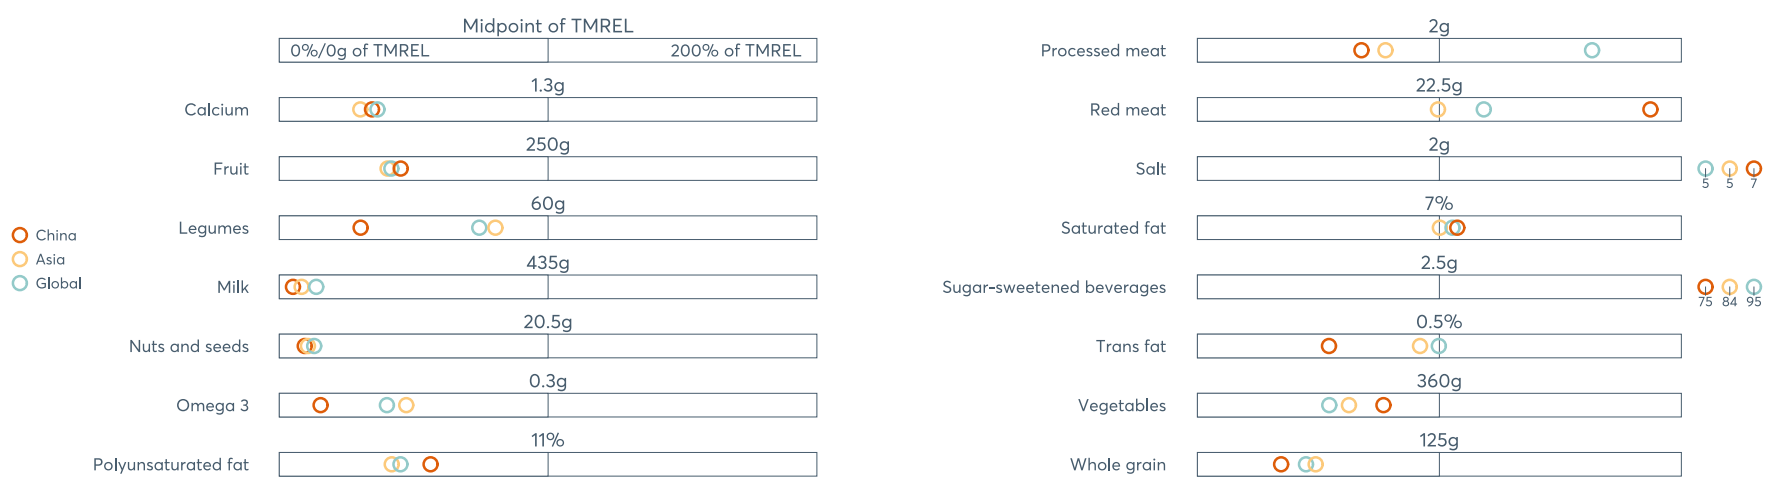 Midpoint of TMREL
0%/0g of TMREL 200% of TMREL
1.3g
Calcium
250g
Fruit
60g
Legumes
435g
Milk
20.5g
Nuts and seeds
0.3g
Omega 3
11%
Polyunsaturated fat
China
Asia
Global
2g
Processed meat
22.5g
Red meat
2g
Salt
5 5 7
7%
Saturated fat
2.5g
Sugar-sweetened beverages
75 84 95
0.5%
Trans fat
360g
Vegetables
125g
Whole grain